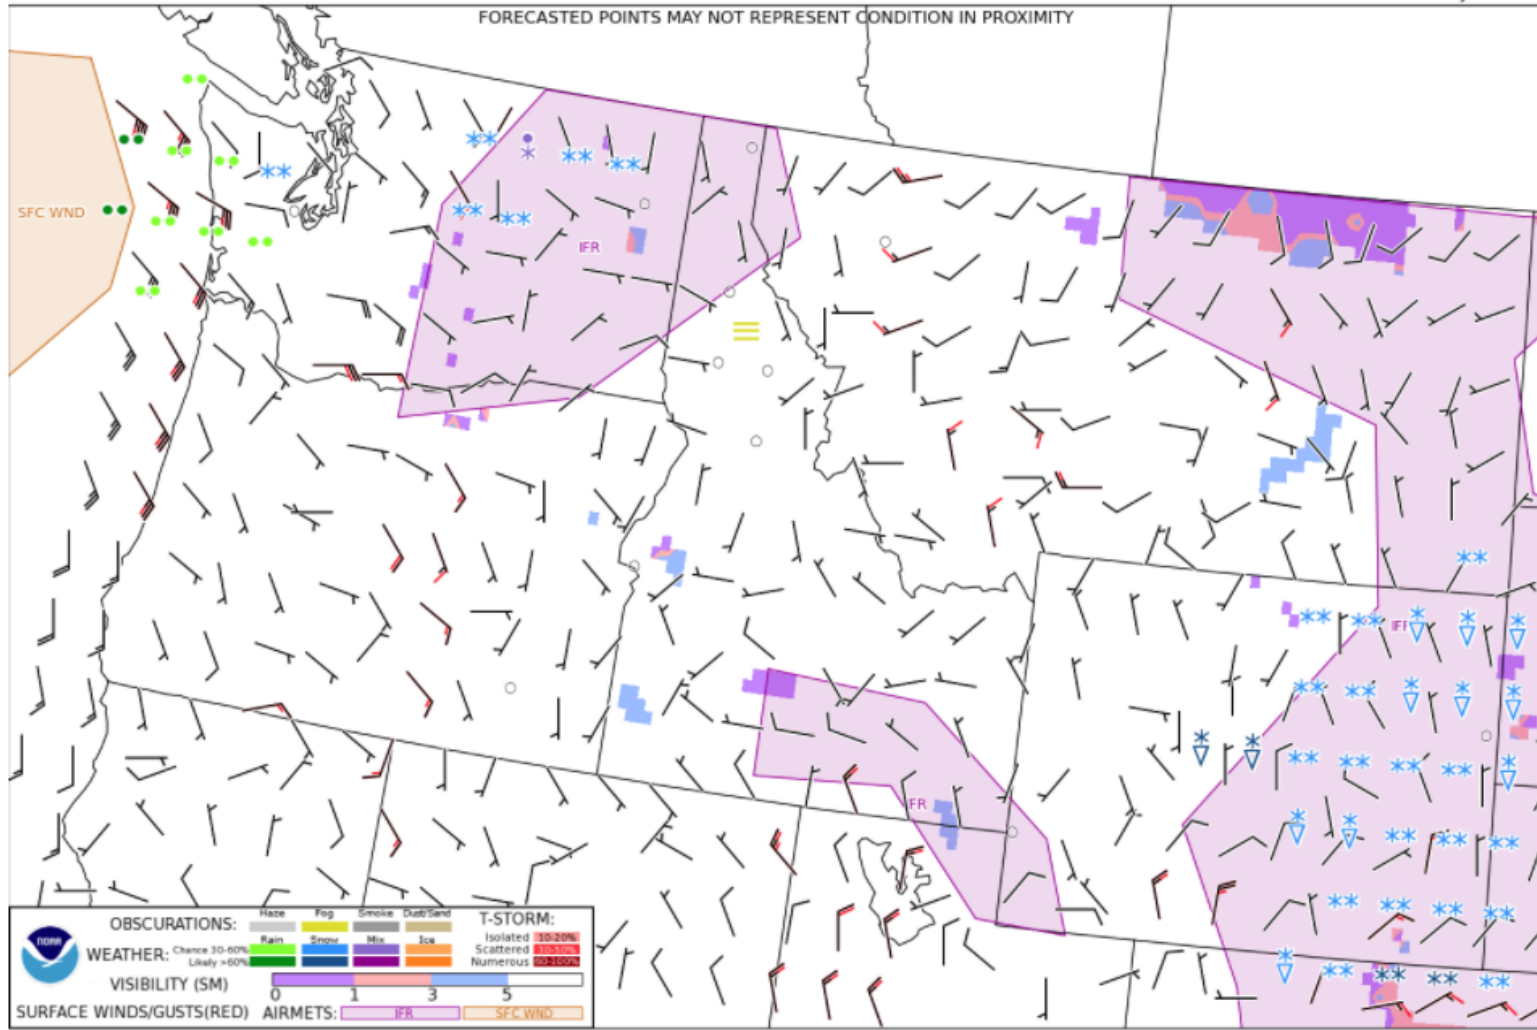 FORECASTED POINTS MAY NOT REPRESENT CONDITION IN PROXIMITY
SFC WND
IFR
IFR
FR
OBSCURATIONS: Haze Fog Smoke Dust/Sand
WEATHER: Rain Snow Mix Ice
Chance 30-60%
Likely >60%
T-STORM:
Isolated 10-20%
Scattered 30-50%
Numerous 60-100%
VISIBILITY (SM)
0 1 3 5
SURFACE WINDS/GUSTS(RED) AIRMETS: IFR SFC WND
NOAA